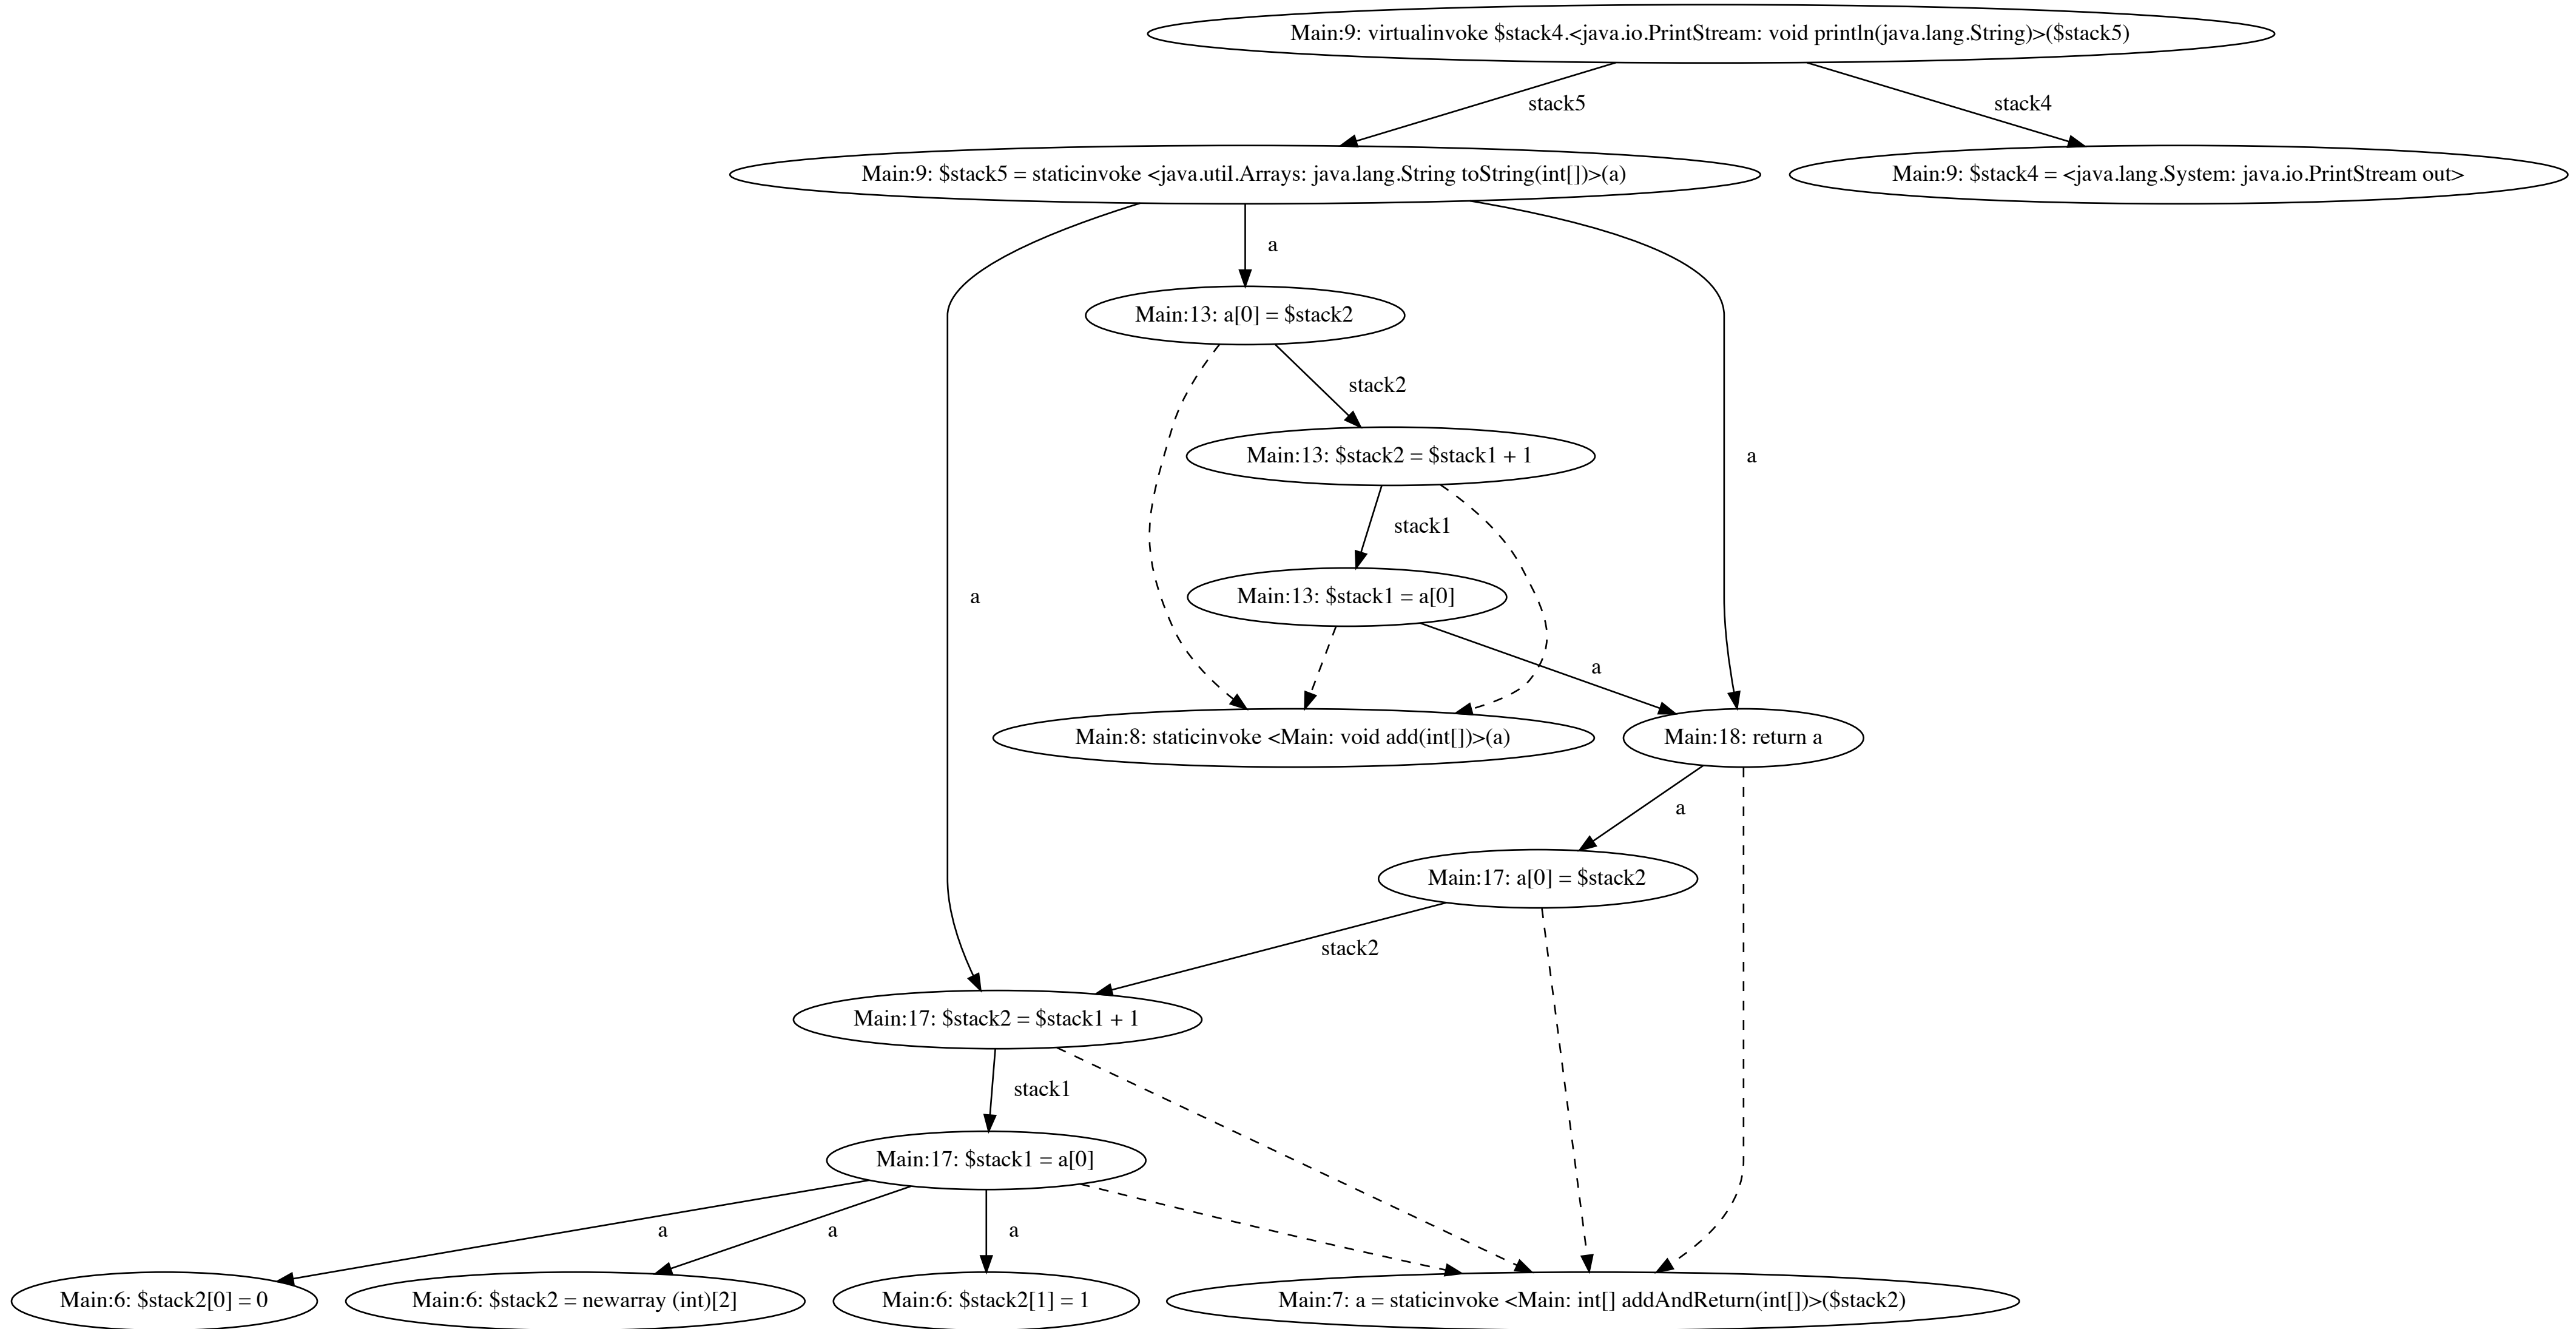 Main:9: virtualinvoke $stack4.<java.io.PrintStream: void println(java.lang.String)>($stack5)
stack5
stack4
Main:9: $stack5 = staticinvoke <java.util.Arrays: java.lang.String toString(int[])>(a)
Main:9: $stack4 = <java.lang.System: java.io.PrintStream out>
a
Main:13: a[0] = $stack2
stack2
Main:13: $stack2 = $stack1 + 1
a
stack1
a
Main:13: $stack1 = a[0]
a
Main:8: staticinvoke <Main: void add(int[])>(a)
Main:18: return a
a
Main:17: a[0] = $stack2
stack2
Main:17: $stack2 = $stack1 + 1
stack1
Main:17: $stack1 = a[0]
a
a
a
Main:6: $stack2[0] = 0
Main:6: $stack2 = newarray (int)[2]
Main:6: $stack2[1] = 1
Main:7: a = staticinvoke <Main: int[] addAndReturn(int[])>($stack2)